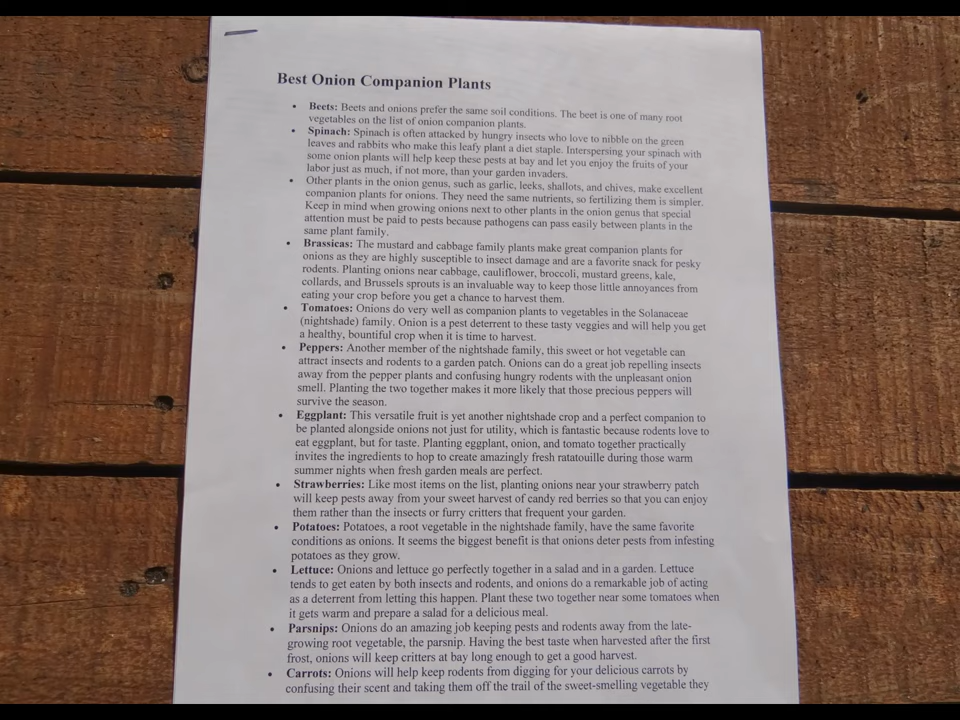 Best Onion Companion Plants
• Beets: Beets and onions prefer the same soil conditions. The beet is one of many root
vegetables on the list of onion companion plants.
• Spinach: Spinach is often attacked by hungry insects who love to nibble on the green
leaves and rabbits who make this leafy plant a diet staple. Interspersing your spinach with
some onion plants will help keep these pests at bay and let you enjoy the fruits of your
labor just as much, if not more, than your garden invaders.
• Other plants in the onion genus, such as garlic, leeks, shallots, and chives, make excellent
companion plants for onions. They need the same nutrients, so fertilizing them is simpler.
Keep in mind when growing onions next to other plants in the onion genus that special
attention must be paid to pests because pathogens can pass easily between plants in the
same plant family.
• Brassicas: The mustard and cabbage family plants make great companion plants for
onions as they are highly susceptible to insect damage and are a favorite snack for pesky
rodents. Planting onions near cabbage, cauliflower, broccoli, mustard greens, kale,
collards, and Brussels sprouts is an invaluable way to keep those little annoyances from
eating your crop before you get a chance to harvest them.
• Tomatoes: Onions do very well as companion plants to vegetables in the Solanaceae
(nightshade) family. Onion is a pest deterrent to these tasty veggies and will help you get
a healthy, bountiful crop when it is time to harvest.
• Peppers: Another member of the nightshade family, this sweet or hot vegetable can
attract insects and rodents to a garden patch. Onions can do a great job repelling insects
away from the pepper plants and confusing hungry rodents with the unpleasant onion
smell. Planting the two together makes it more likely that those precious peppers will
survive the season.
• Eggplant: This versatile fruit is yet another nightshade crop and a perfect companion to
be planted alongside onions not just for utility, which is fantastic because rodents love to
eat eggplant, but for taste. Planting eggplant, onion, and tomato together practically
invites the ingredients to hop to create amazingly fresh ratatouille during those warm
summer nights when fresh garden meals are perfect.
• Strawberries: Like most items on the list, planting onions near your strawberry patch
will keep pests away from your sweet harvest of candy red berries so that you can enjoy
them rather than the insects or furry critters that frequent your garden.
• Potatoes: Potatoes, a root vegetable in the nightshade family, have the same favorite
conditions as onions. It seems the biggest benefit is that onions deter pests from infesting
potatoes as they grow.
• Lettuce: Onions and lettuce go perfectly together in a salad and in a garden. Lettuce
tends to get eaten by both insects and rodents, and onions do a remarkable job of acting
as a deterrent from letting this happen. Plant these two together near some tomatoes when
it gets warm and prepare a salad for a delicious meal.
• Parsnips: Onions do an amazing job keeping pests and rodents away from the late-
growing root vegetable, the parsnip. Having the best taste when harvested after the first
frost, onions will keep critters at bay long enough to get a good harvest.
• Carrots: Onions will help keep rodents from digging for your delicious carrots by
confusing their scent and taking them off the trail of the sweet-smelling vegetable they